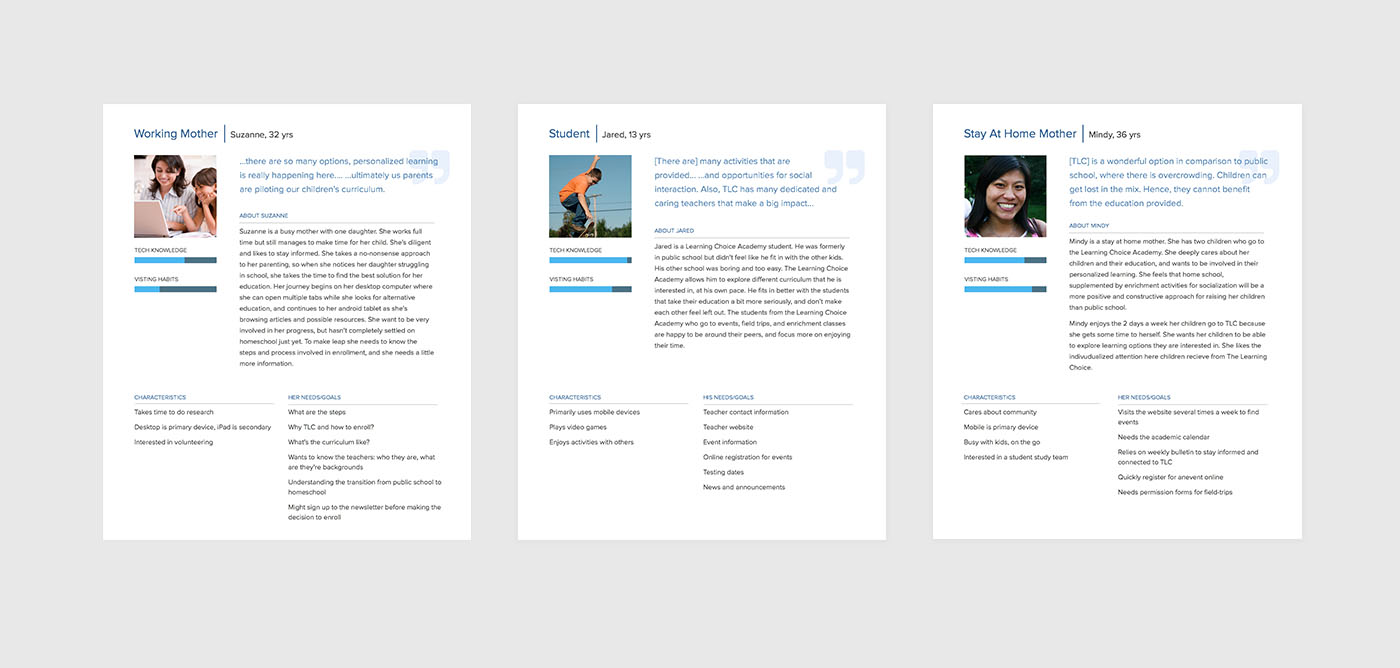 Working Mother | Suzanne, 32 yrs
...there are so many options, personalized learning
is really happening here.... ...ultimately us parents
are piloting our children's curriculum.
ABOUT SUZANNE
Suzanne is a busy mother with one daughter. She works full
time but still manages to make time for her child. She's diligent
and likes to stay informed. She takes a no-nonsense approach
to her parenting, so when she notices her daughter struggling
in school, she takes the time to find the best solution for her
education. Her journey begins on her desktop computer where
she can open multiple tabs while she looks for alternative
education, and continues to her android tablet as she's
browsing articles and possible resources. She want to be very
involved in her progress, but hasn't completely settled on
homeschool just yet. To make leap she needs to know the
steps and process involved in enrollment, and she needs a little
more information.
TECH KNOWLEDGE
VISTING HABITS
CHARACTERISTICS
Takes time to do research
Desktop is primary device, iPad is secondary
Interested in volunteering
HER NEEDS/GOALS
What are the steps
Why TLC and how to enroll?
What's the curriculum like?
Wants to know the teachers: who they are, what
are they're backgrounds
Understanding the transition from public school to
homeschool
Might sign up to the newsletter before making the
decision to enroll
Student | Jared, 13 yrs
[There are] many activities that are
provided... ...and opportunities for social
interaction. Also, TLC has many dedicated and
caring teachers that make a big impact...
ABOUT JARED
Jared is a Learning Choice Academy student. He was formerly
in public school but didn't feel like he fit in with the other kids.
His other school was boring and too easy. The Learning Choice
Academy allows him to explore different curriculum that he is
interested in, at his own pace. He fits in better with the students
that take their education a bit more seriously, and don't make
each other feel left out. The students from the Learning Choice
Academy who go to events, field trips, and enrichment classes
are happy to be around their peers, and focus more on enjoying
their time.
TECH KNOWLEDGE
VISTING HABITS
CHARACTERISTICS
Primarily uses mobile devices
Plays video games
Enjoys activities with others
HIS NEEDS/GOALS
Teacher contact information
Teacher website
Event information
Online registration for events
Testing dates
News and announcements
Stay At Home Mother | Mindy, 36 yrs
[TLC] is a wonderful option in comparison to public
school, where there is overcrowding. Children can
get lost in the mix. Hence, they cannot benefit
from the education provided.
ABOUT MINDY
Mindy is a stay at home mother. She has two children who go to
the Learning Choice Academy. She deeply cares about her
children and their education, and wants to be involved in their
personalized learning. She feels that home school,
supplemented by enrichment activities for socialization will be a
more positive and constructive approach for raising her children
than public school.
Mindy enjoys the 2 days a week her children go to TLC because
she gets some time to herself. She wants her children to be able
to explore learning options they are interested in. She likes the
indivudualized attention here children recieve from The Learning
Choice.
TECH KNOWLEDGE
VISTING HABITS
CHARACTERISTICS
Cares about community
Mobile is primary device
Busy with kids, on the go
Interested in a student study team
HER NEEDS/GOALS
Visits the website several times a week to find
events
Needs the academic calendar
Relies on weekly bulletin to stay informed and
connected to TLC
Quickly register for anevent online
Needs permission forms for field-trips